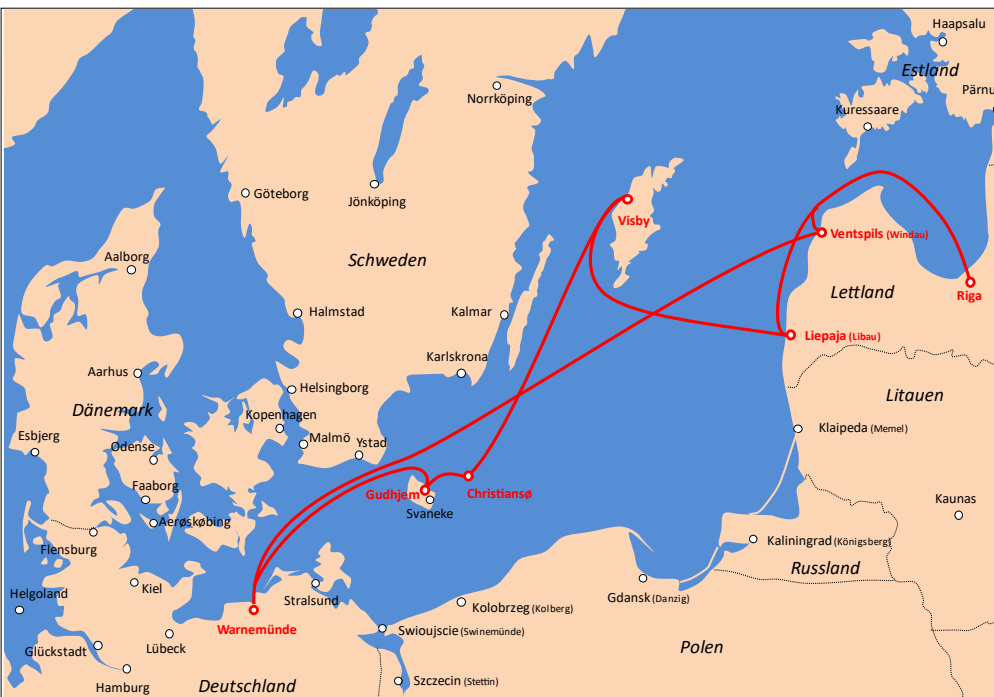 Haapsalu
Estland
Pärnu
Norrköping
Kuressaare
Göteborg
Jönköping
Visby
Ventspils (Windau)
Aalborg
Schweden
Lettland
Riga
Halmstad
Kalmar
Liepaja (Libau)
Karlskrona
Aarhus
Helsingborg
Litauen
Dänemark
Kopenhagen
Esbjerg
Malmö
Ystad
Klaipeda (Memel)
Odense
Faaborg
Gudhjem
Christiansø
Svaneke
Kaunas
Aerøskøbing
Flensburg
Kaliningrad (Königsberg)
Russland
Kiel
Helgoland
Stralsund
Gdansk (Danzig)
Kolobrzeg (Kolberg)
Warnemünde
Swioujscie (Swinemünde)
Lübeck
Glückstadt
Polen
Hamburg
Deutschland
Szczecin (Stettin)